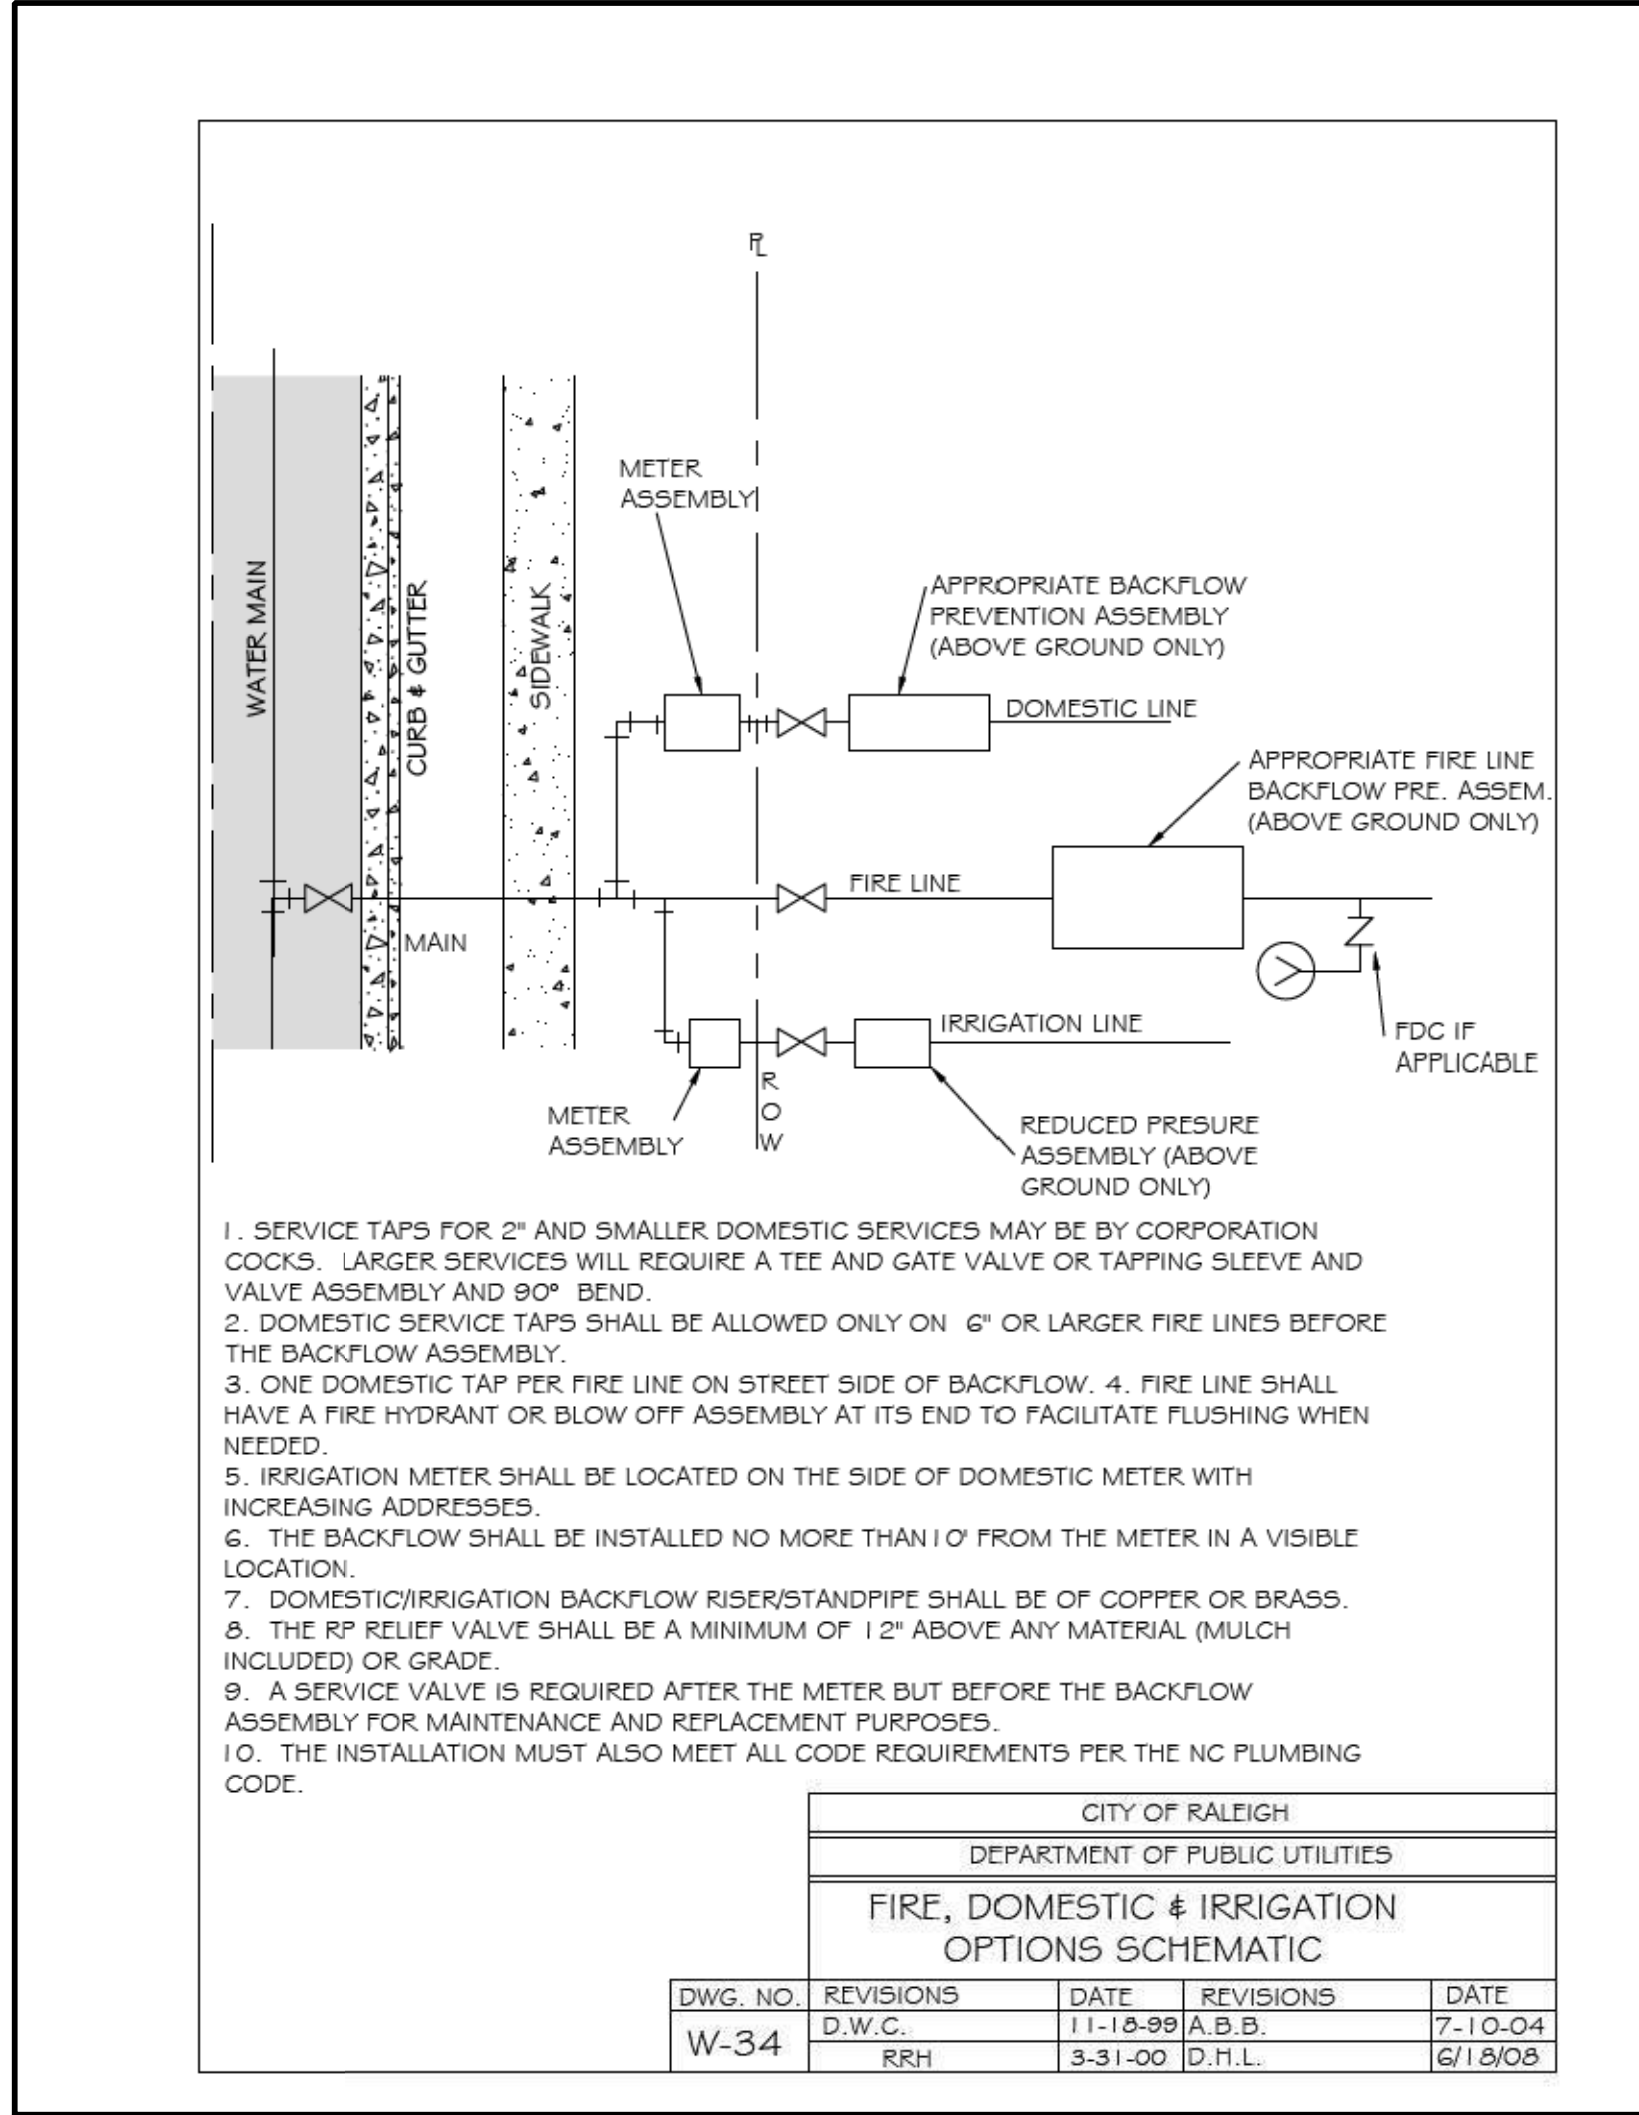 PL
METER
ASSEMBLY
WATER MAIN
CURB & GUTTER
SIDEWALK
APPROPRIATE BACKFLOW
PREVENTION ASSEMBLY
(ABOVE GROUND ONLY)
DOMESTIC LINE
APPROPRIATE FIRE LINE
BACKFLOW PRE. ASSEM.
(ABOVE GROUND ONLY)
FIRE LINE
MAIN
IRRIGATION LINE
FDC IF
APPLICABLE
ROW
METER
ASSEMBLY
REDUCED PRESURE
ASSEMBLY (ABOVE
GROUND ONLY)
1. SERVICE TAPS FOR 2" AND SMALLER DOMESTIC SERVICES MAY BE BY CORPORATION
COCKS. LARGER SERVICES WILL REQUIRE A TEE AND GATE VALVE OR TAPPING SLEEVE AND
VALVE ASSEMBLY AND 90° BEND.
2. DOMESTIC SERVICE TAPS SHALL BE ALLOWED ONLY ON 6" OR LARGER FIRE LINES BEFORE
THE BACKFLOW ASSEMBLY.
3. ONE DOMESTIC TAP PER FIRE LINE ON STREET SIDE OF BACKFLOW. 4. FIRE LINE SHALL
HAVE A FIRE HYDRANT OR BLOW OFF ASSEMBLY AT ITS END TO FACILITATE FLUSHING WHEN
NEEDED.
5. IRRIGATION METER SHALL BE LOCATED ON THE SIDE OF DOMESTIC METER WITH
INCREASING ADDRESSES.
6. THE BACKFLOW SHALL BE INSTALLED NO MORE THAN 10' FROM THE METER IN A VISIBLE
LOCATION.
7. DOMESTIC'/IRRIGATION BACKFLOW RISER/STANDPIPE SHALL BE OF COPPER OR BRASS.
8. THE RP RELIEF VALVE SHALL BE A MINIMUM OF 12" ABOVE ANY MATERIAL (MULCH
INCLUDED) OR GRADE.
9. A SERVICE VALVE IS REQUIRED AFTER THE METER BUT BEFORE THE BACKFLOW
ASSEMBLY FOR MAINTENANCE AND REPLACEMENT PURPOSES.
10. THE INSTALLATION MUST ALSO MEET ALL CODE REQUIREMENTS PER THE NC PLUMBING
CODE.
CITY OF RALEIGH
DEPARTMENT OF PUBLIC UTILITIES
FIRE, DOMESTIC & IRRIGATION
OPTIONS SCHEMATIC
DWG. NO. REVISIONS DATE REVISIONS DATE
W-34 D.W.C. 11-18-99 A.B.B. 7-10-04
RRH 3-31-00 D.H.L. 6/18/08